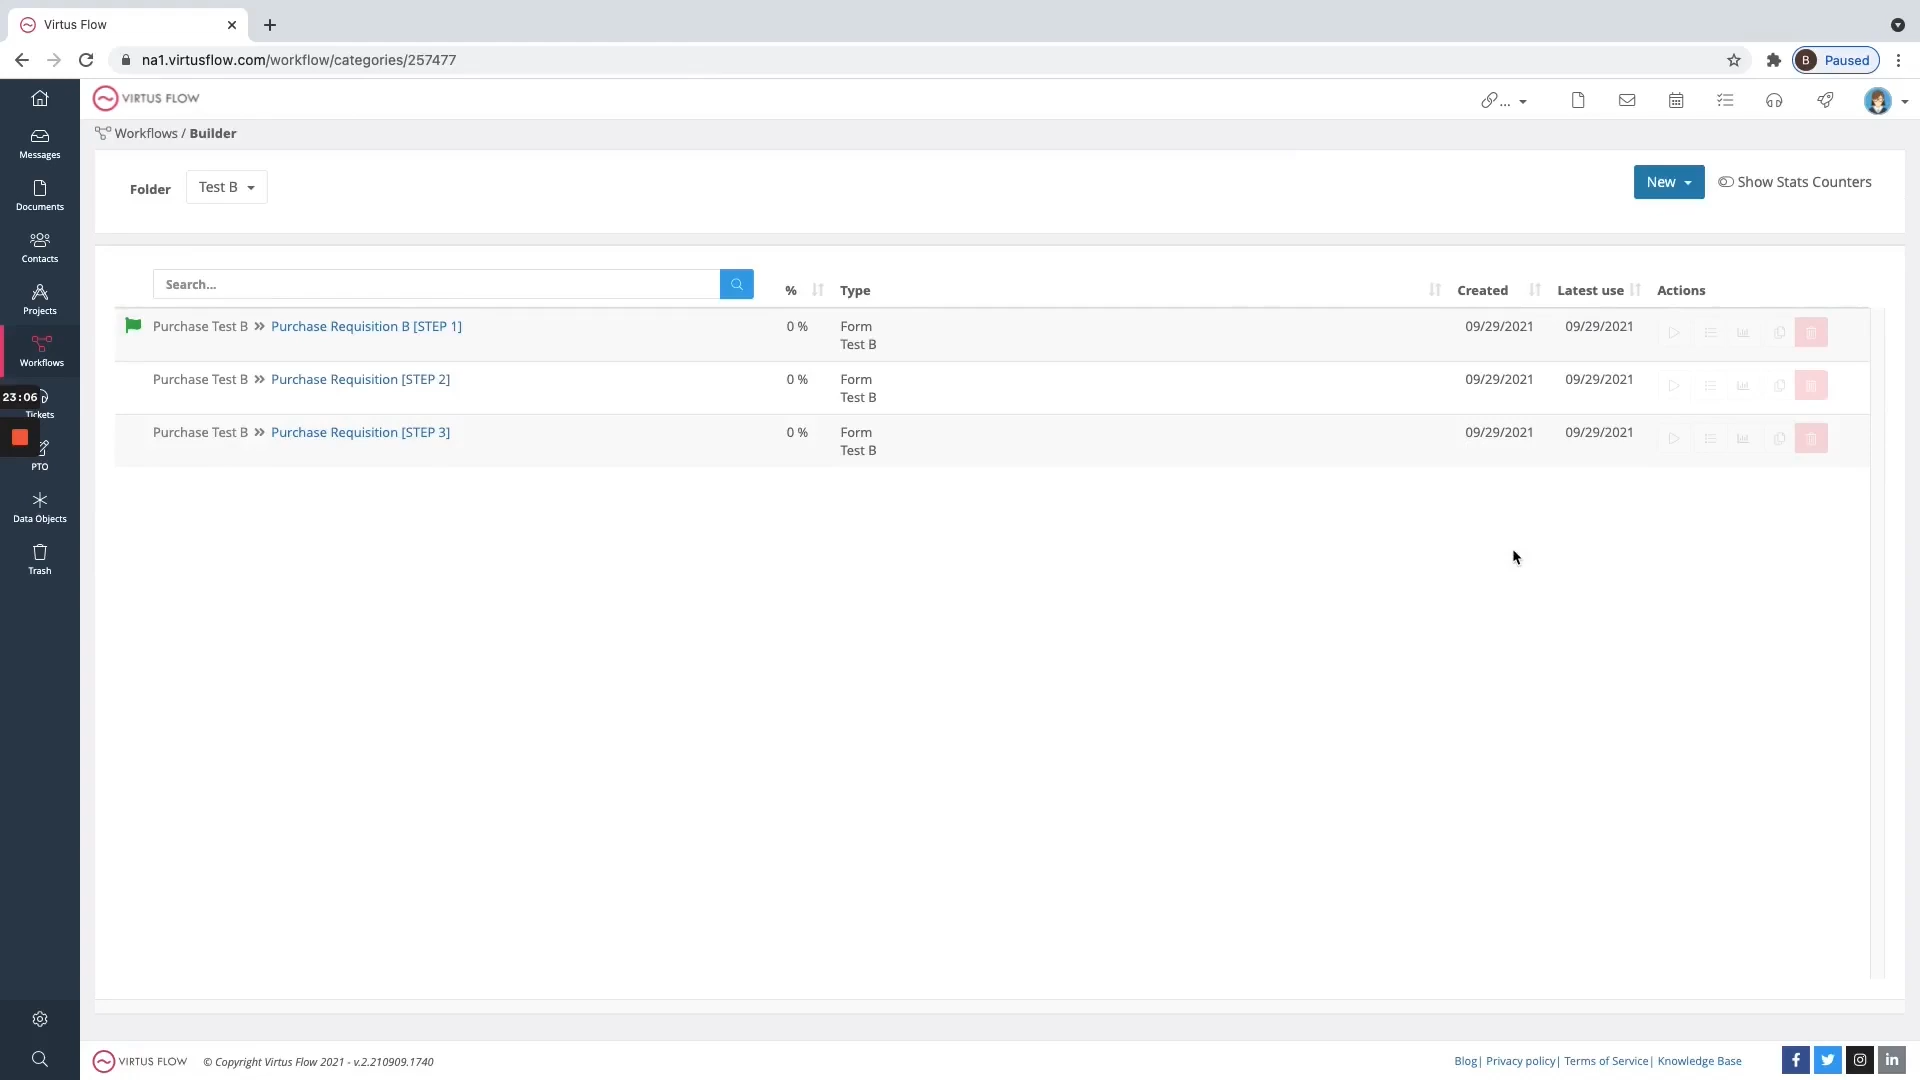 Virtus Flow
na1.virtusflow.com/workflow/categories/257477
B Paused
VIRTUS FLOW
...
Workflows / Builder
Messages
Documents
Contacts
Projects
Workflows
23:06
Tickets
PTO
Data Objects
Trash
Folder Test B
New Show Stats Counters
Search... % Type Created Latest use Actions
Purchase Test B » Purchase Requisition B [STEP 1] 0 % Form 09/29/2021 09/29/2021
Test B
Purchase Test B » Purchase Requisition [STEP 2] 0 % Form 09/29/2021 09/29/2021
Test B
Purchase Test B » Purchase Requisition [STEP 3] 0 % Form 09/29/2021 09/29/2021
Test B
VIRTUS FLOW © Copyright Virtus Flow 2021 - v.2.210909.1740 Blog| Privacy policy| Terms of Service| Knowledge Base